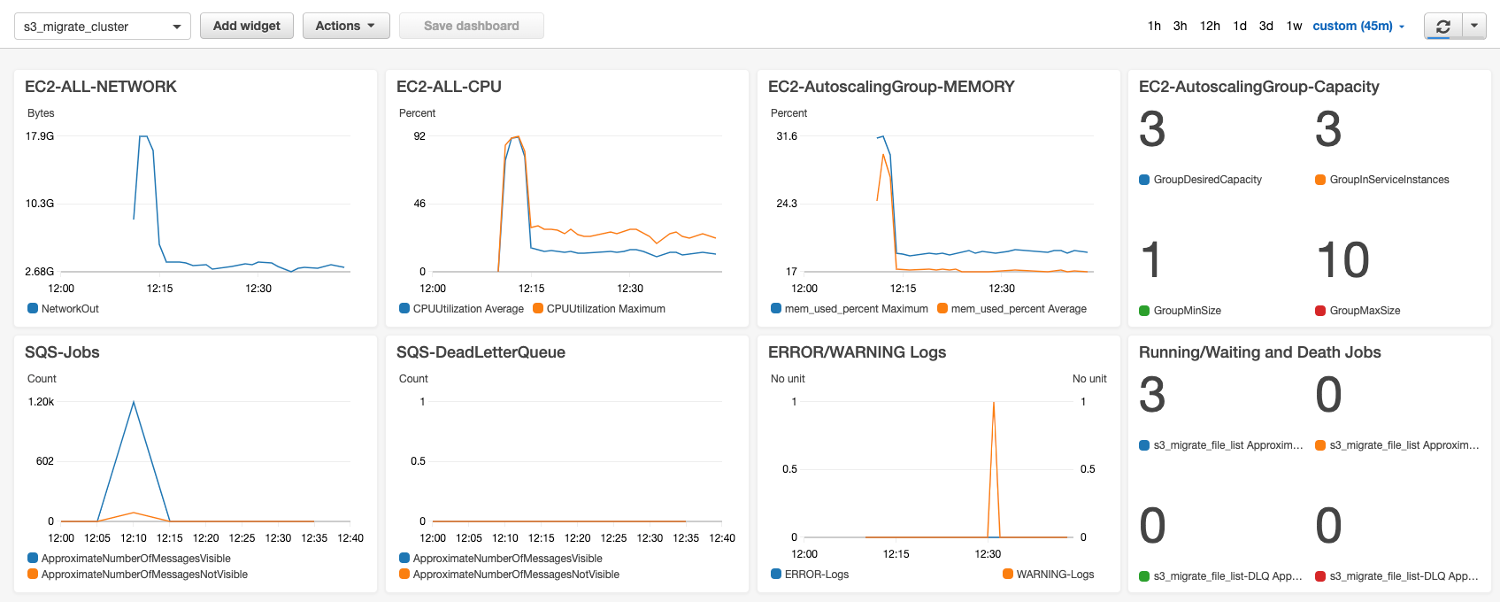 s3_migrate_cluster
Add widget
Actions
Save dashboard
1h 3h 12h 1d 3d 1w custom (45m)
EC2-ALL-NETWORK
Bytes
17.9G
10.3G
2.68G
12:00 12:15 12:30
NetworkOut
EC2-ALL-CPU
Percent
92
46
0
12:00 12:15 12:30
CPUUtilization Average CPUUtilization Maximum
EC2-AutoscalingGroup-MEMORY
Percent
31.6
24.3
17
12:00 12:15 12:30
mem_used_percent Maximum mem_used_percent Average
EC2-AutoscalingGroup-Capacity
3 3
GroupDesiredCapacity GroupInServiceInstances
1 10
GroupMinSize GroupMaxSize
SQS-Jobs
Count
1.20k
602
0
12:00 12:05 12:10 12:15 12:20 12:25 12:30 12:35 12:40
ApproximateNumberOfMessagesVisible
ApproximateNumberOfMessagesNotVisible
SQS-DeadLetterQueue
Count
1
0.5
0
12:00 12:05 12:10 12:15 12:20 12:25 12:30 12:35 12:40
ApproximateNumberOfMessagesVisible
ApproximateNumberOfMessagesNotVisible
ERROR/WARNING Logs
No unit No unit
1 1
0.5 0.5
0 0
12:00 12:15 12:30
ERROR-Logs WARNING-Logs
Running/Waiting and Death Jobs
3 0
s3_migrate_file_list Approxim... s3_migrate_file_list Approxim...
0 0
s3_migrate_file_list-DLQ App... s3_migrate_file_list-DLQ App...